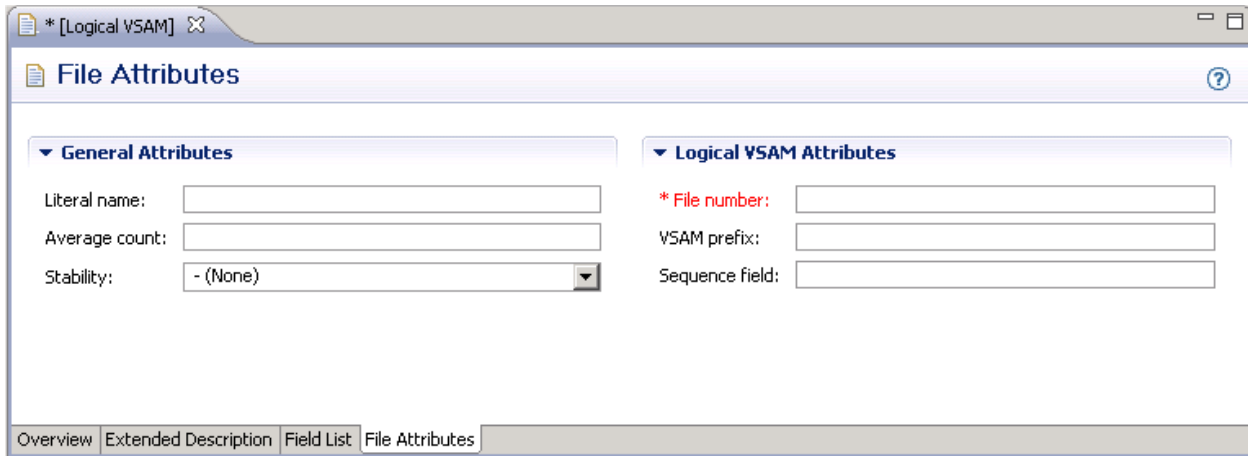 * [Logical VSAM]
File Attributes
General Attributes
Literal name:
Average count:
Stability:
- (None)
Logical VSAM Attributes
* File number:
VSAM prefix:
Sequence field:
Overview
Extended Description
Field List
File Attributes